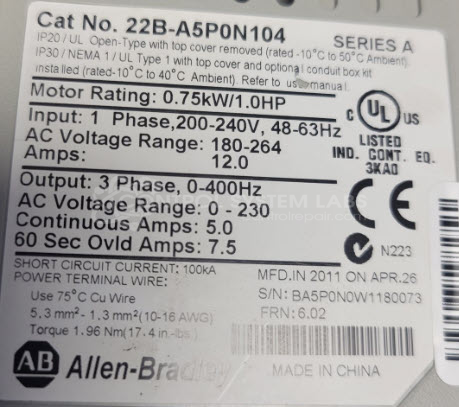 Cat No. 22B-A5P0N104
SERIES A
IP20 / UL Open-Type with top cover removed (rated -10°C to 50°C Ambient)
IP30 / NEMA 1 / UL Type 1 with top cover and optional conduit box kit
installed (rated-10°C to 40°C Ambient). Refer to user manual.
Motor Rating: 0.75kW/1.0HP
Input: 1 Phase,200-240V, 48-63Hz
AC Voltage Range: 180-264
Amps: 12.0
Output: 3 Phase, 0-400Hz
AC Voltage Range: 0 - 230
Continuous Amps: 5.0
60 Sec Ovld Amps: 7.5
C UL US
LISTED
IND. CONT. EQ.
3KA0
CE
N223
SHORT CIRCUIT CURRENT: 100kA
POWER TERMINAL WIRE:
Use 75°C Cu Wire
5.3 mm² - 1.3 mm² (10-16 AWG)
Torque 1.96 Nm(17.4 in.-lbs.)
MFD.IN 2011 ON APR.26
S/N: BA5P0N0W1180073
FRN: 6.02
AB Allen-Bradley
MADE IN CHINA
CONTROL SYSTEM LABS